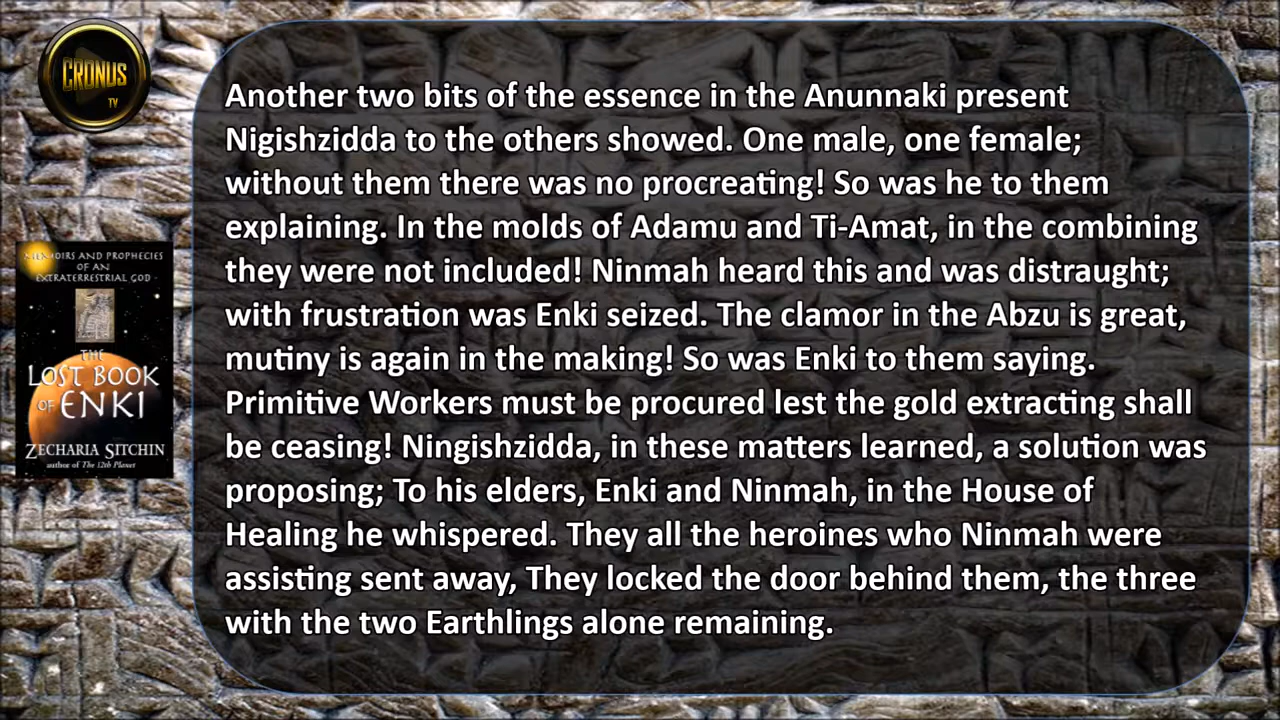 CRONUS
TV
Another two bits of the essence in the Anunnaki present
Nigishzidda to the others showed. One male, one female;
without them there was no procreating! So was he to them
explaining. In the molds of Adamu and Ti-Amat, in the combining
they were not included! Ninmah heard this and was distraught;
with frustration was Enki seized. The clamor in the Abzu is great,
mutiny is again in the making! So was Enki to them saying.
Primitive Workers must be procured lest the gold extracting shall
be ceasing! Ningishzidda, in these matters learned, a solution was
proposing; To his elders, Enki and Ninmah, in the House of
Healing he whispered. They all the heroines who Ninmah were
assisting sent away, They locked the door behind them, the three
with the two Earthlings alone remaining.
MEMOIRS AND PROPHECIES
OF AN
EXTRATERRESTRIAL GOD
THE
LOST BOOK
OF ENKI
ZECHARIA SITCHIN
author of The 12th Planet